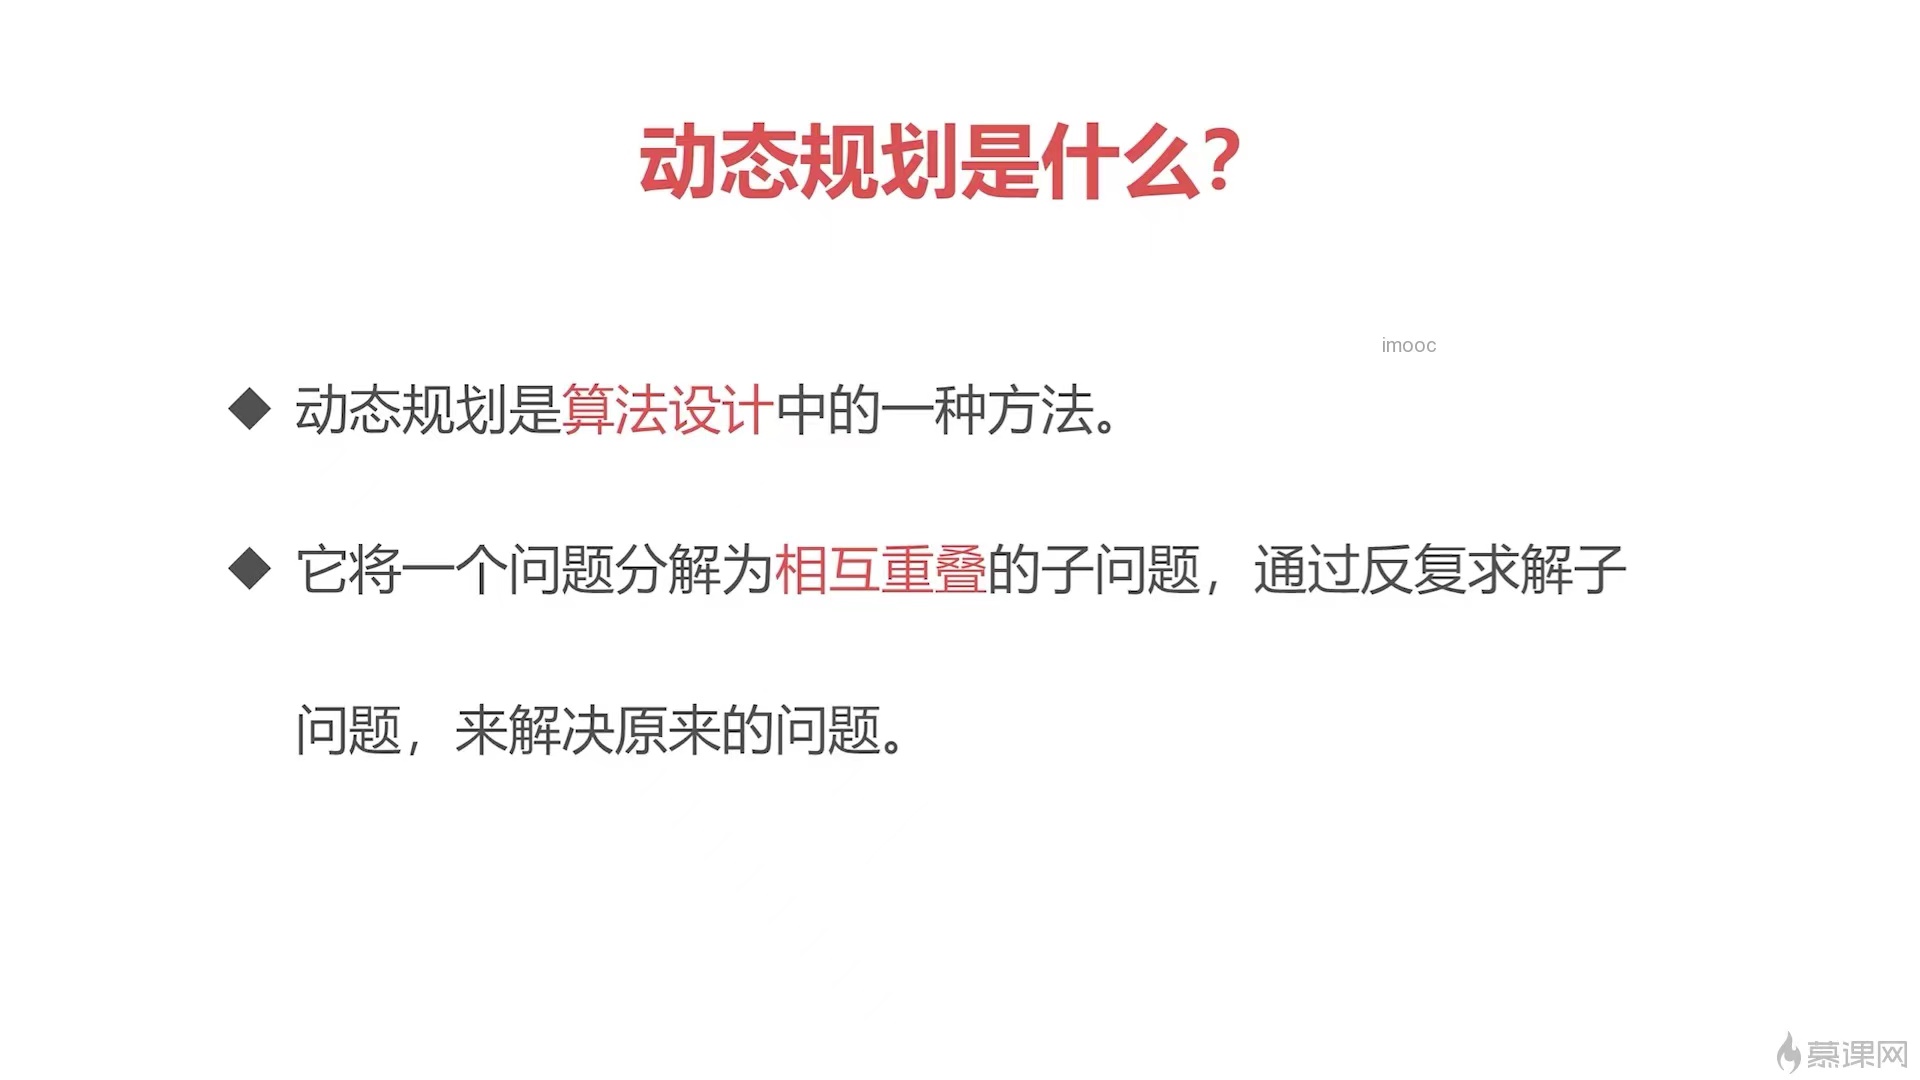 动态规划是什么？
imooc
◆ 动态规划是算法设计中的一种方法。
◆ 它将一个问题分解为相互重叠的子问题，通过反复求解子
问题，来解决原来的问题。
慕课网